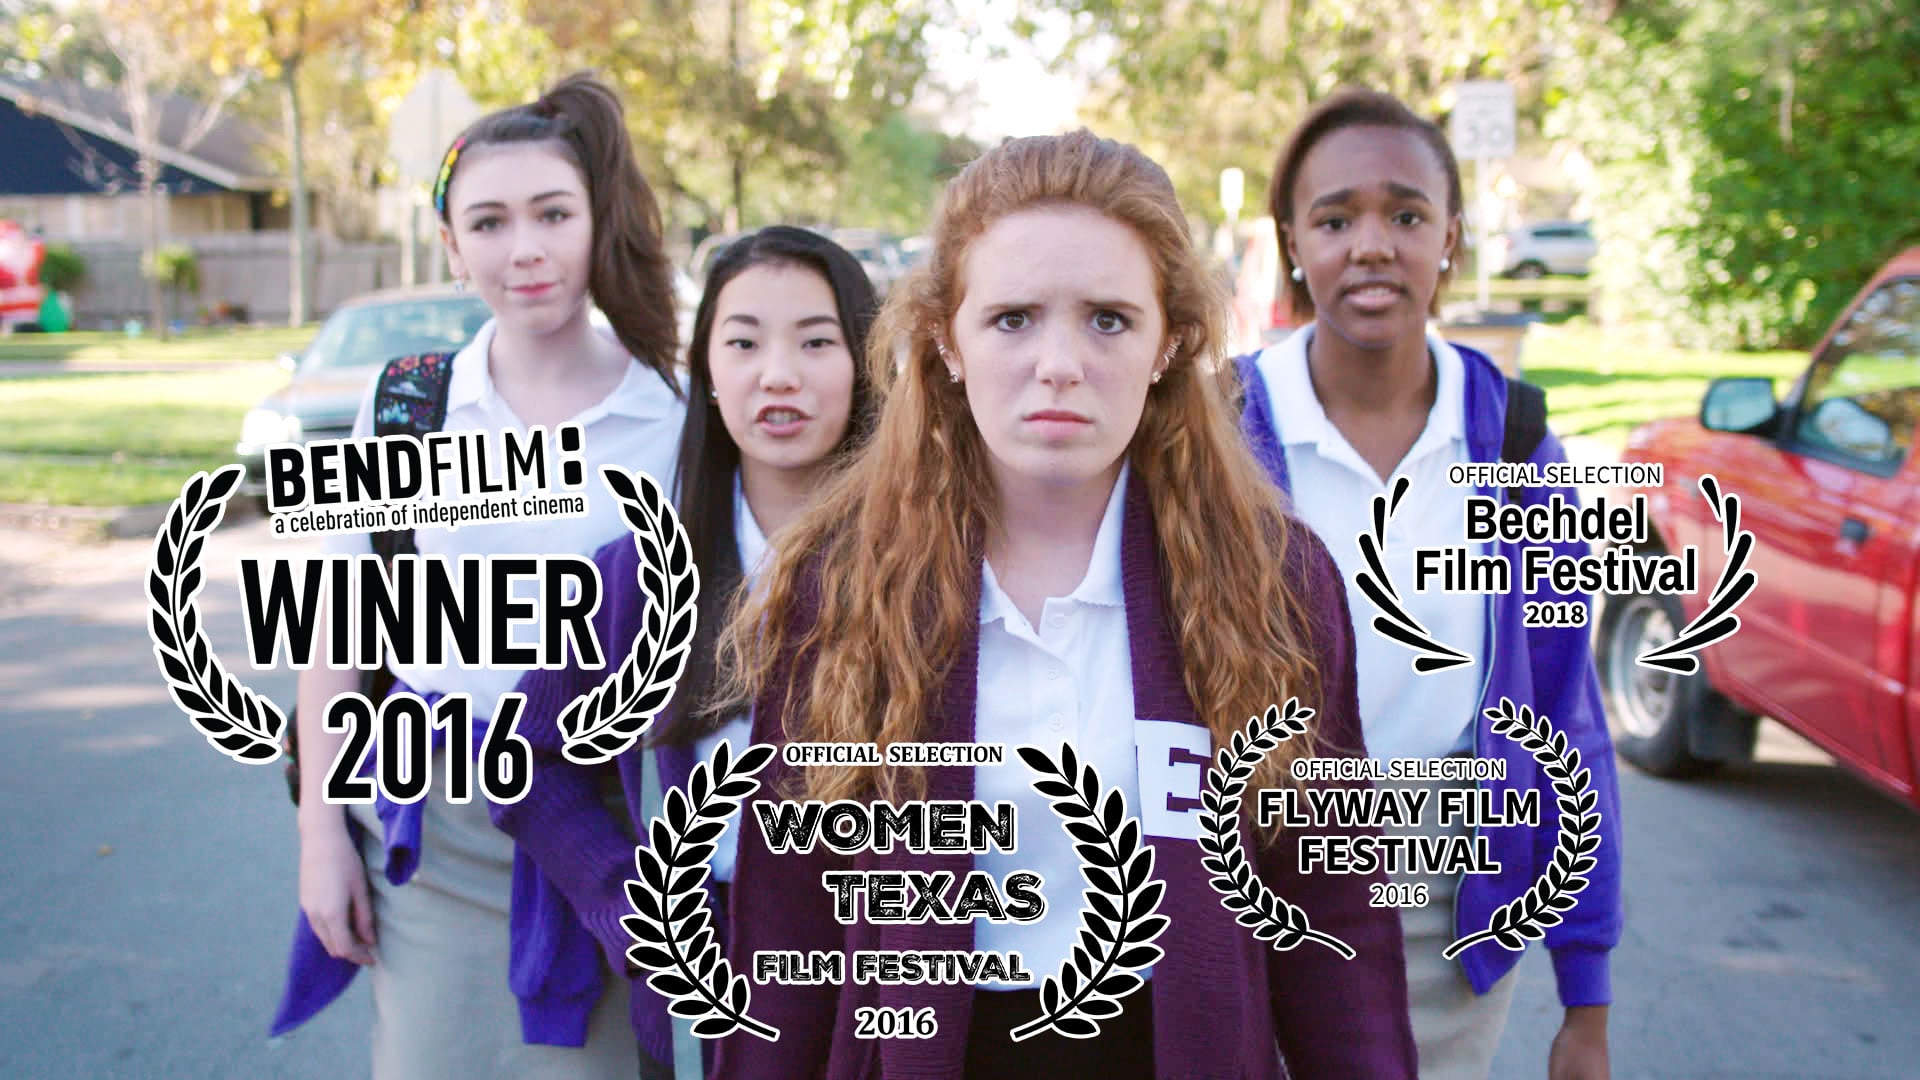 BENDFILM:
a celebration of independent cinema
WINNER
2016
OFFICIAL SELECTION
WOMEN
TEXAS
FILM FESTIVAL
2016
OFFICIAL SELECTION
Bechdel
Film Festival
2018
OFFICIAL SELECTION
FLYWAY FILM
FESTIVAL
2016
E